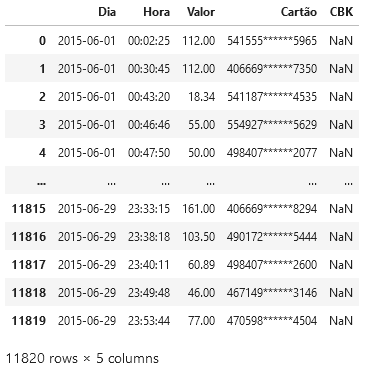 Dia Hora Valor Cartão CBK
0 2015-06-01 00:02:25 112.00 541555******5965 NaN
1 2015-06-01 00:30:45 112.00 406669******7350 NaN
2 2015-06-01 00:43:20 18.34 541187******4535 NaN
3 2015-06-01 00:46:46 55.00 554927******5629 NaN
4 2015-06-01 00:47:50 50.00 498407******2077 NaN
... ... ... ... ... ...
11815 2015-06-29 23:33:15 161.00 406669******8294 NaN
11816 2015-06-29 23:38:18 103.50 490172******5444 NaN
11817 2015-06-29 23:40:11 60.89 498407******2600 NaN
11818 2015-06-29 23:49:48 46.00 467149******3146 NaN
11819 2015-06-29 23:53:44 77.00 470598******4504 NaN
11820 rows × 5 columns